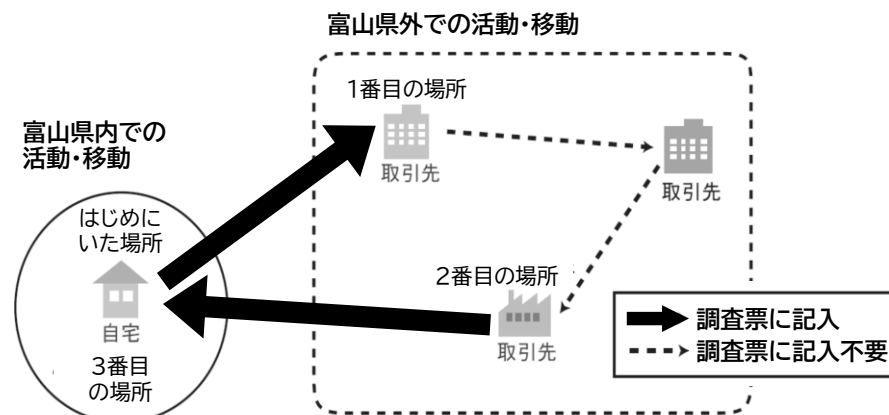 富山県外での活動・移動
1番目の場所
取引先
取引先
富山県内での
活動・移動
はじめに
いた場所
自宅
3番目
の場所
2番目の場所
取引先
調査票に記入
調査票に記入不要